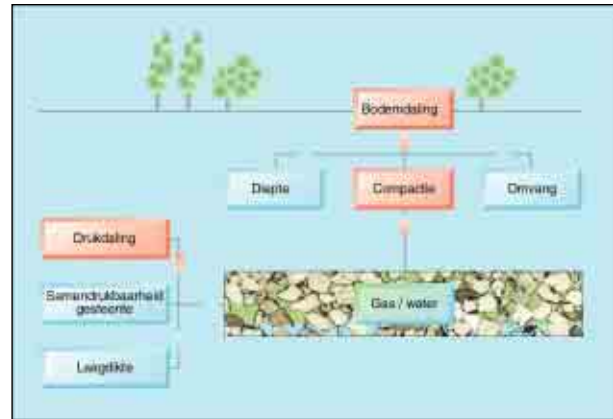 Bodemdaling
Diepte
Compactie
Omvang
Drukdaling
Samendrukbaarheid
gesteente
Gas / water
Laagdikte